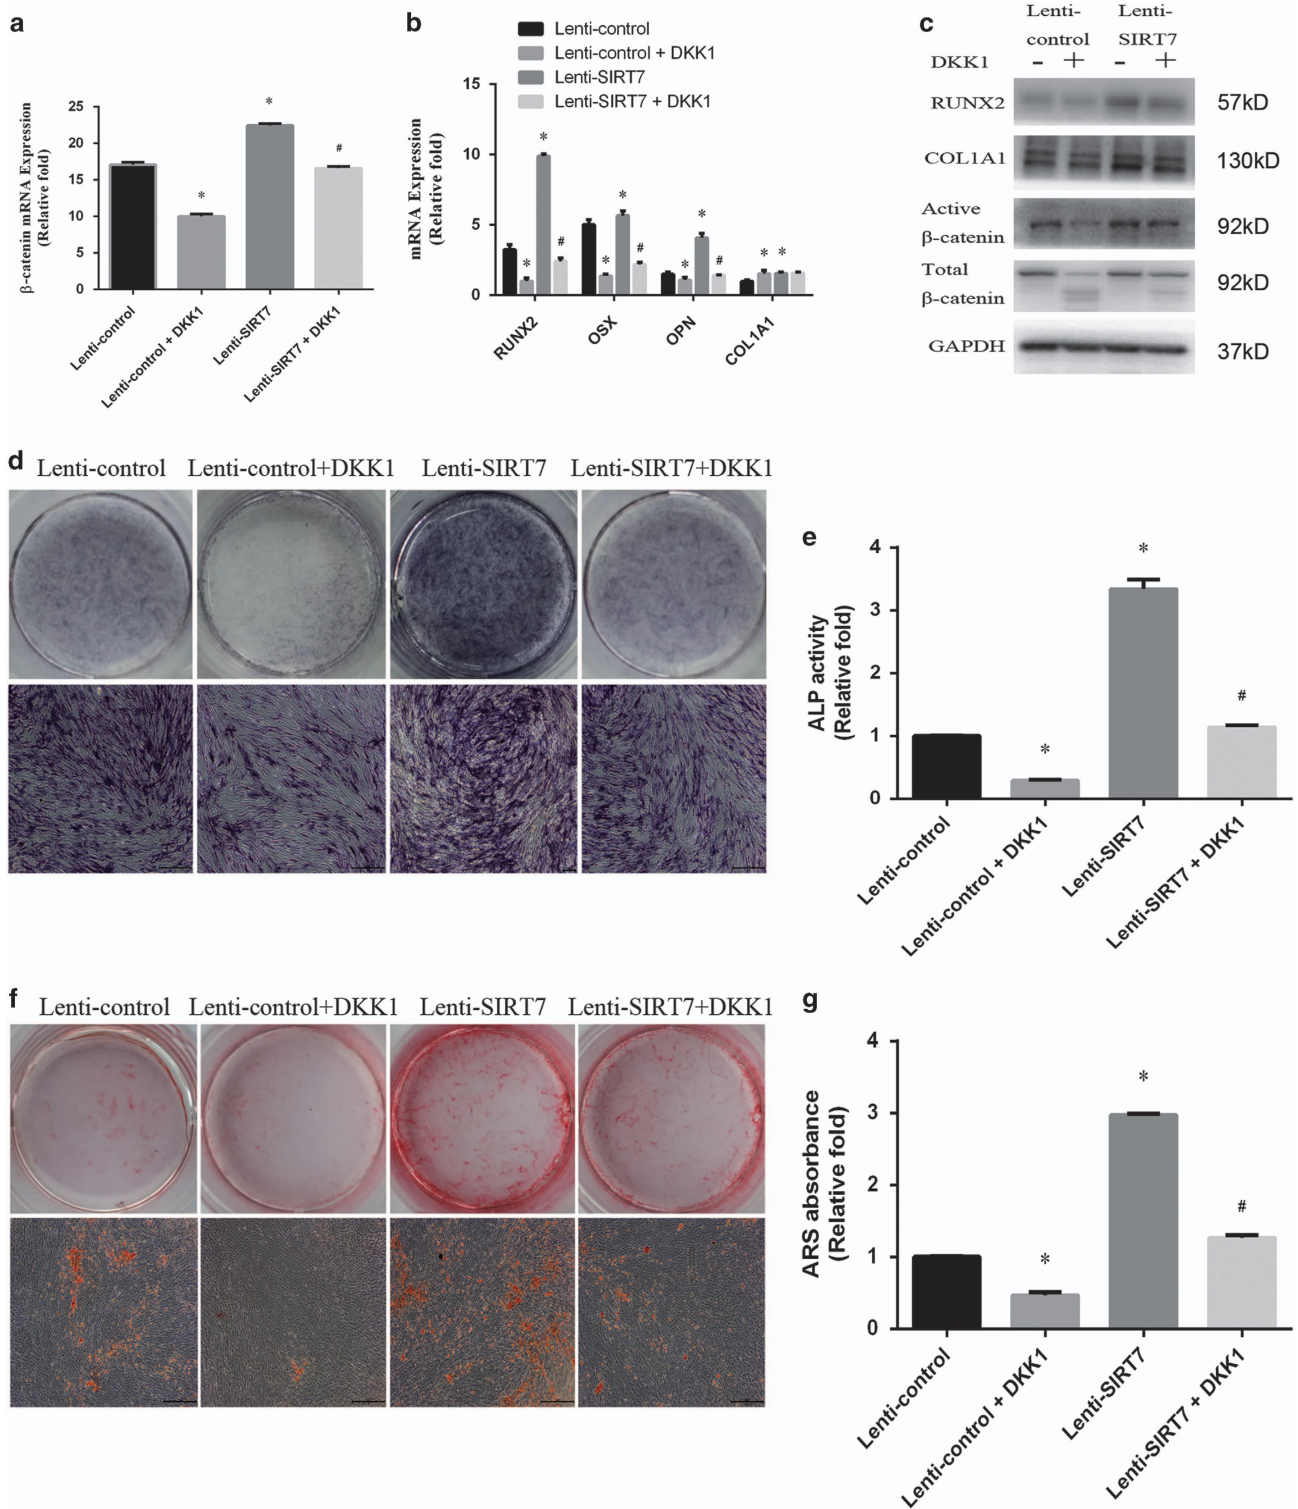 a
β-catenin mRNA Expression
(Relative fold)
25
20
15
10
5
0
*
*
#
Lenti-control
Lenti-control + DKK1
Lenti-SIRT7
Lenti-SIRT7 + DKK1
b
Lenti-control
Lenti-control + DKK1
Lenti-SIRT7
Lenti-SIRT7 + DKK1
mRNA Expression
(Relative fold)
15
10
5
0
*
*
#
*
*
#
*
*
#
*
*
RUNX2
OSX
OPN
COL1A1
c
Lenti-
control
Lenti-
SIRT7
DKK1 - + - +
RUNX2 57kD
COL1A1 130kD
Active
β-catenin 92kD
Total
β-catenin 92kD
GAPDH 37kD
d
Lenti-control Lenti-control+DKK1 Lenti-SIRT7 Lenti-SIRT7+DKK1
e
ALP activity
(Relative fold)
4
3
2
1
0
*
*
#
Lenti-control
Lenti-control + DKK1
Lenti-SIRT7
Lenti-SIRT7 + DKK1
f
Lenti-control Lenti-control+DKK1 Lenti-SIRT7 Lenti-SIRT7+DKK1
g
ARS absorbance
(Relative fold)
4
3
2
1
0
*
*
#
Lenti-control
Lenti-control + DKK1
Lenti-SIRT7
Lenti-SIRT7 + DKK1